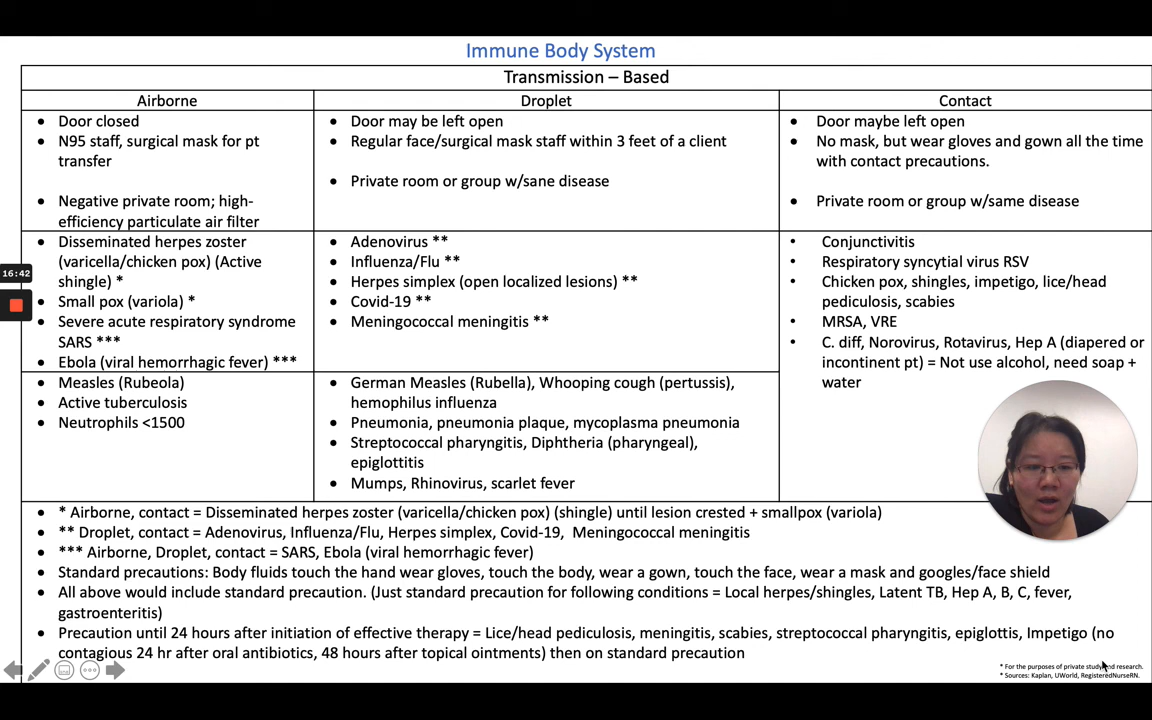 Immune Body System
Transmission – Based
Airborne
Droplet
Contact
• Door closed
• N95 staff, surgical mask for pt
transfer
• Negative private room; high-
efficiency particulate air filter
• Door may be left open
• Regular face/surgical mask staff within 3 feet of a client
• Private room or group w/sane disease
• Door maybe left open
• No mask, but wear gloves and gown all the time
with contact precautions.
• Private room or group w/same disease
• Disseminated herpes zoster
(varicella/chicken pox) (Active
shingle) *
• Small pox (variola) *
• Severe acute respiratory syndrome
SARS ***
• Ebola (viral hemorrhagic fever) ***
• Adenovirus **
• Influenza/Flu **
• Herpes simplex (open localized lesions) **
• Covid-19 **
• Meningococcal meningitis **
• Conjunctivitis
• Respiratory syncytial virus RSV
• Chicken pox, shingles, impetigo, lice/head
pediculosis, scabies
• MRSA, VRE
• C. diff, Norovirus, Rotavirus, Hep A (diapered or
incontinent pt) = Not use alcohol, need soap +
water
16:42
• Measles (Rubeola)
• Active tuberculosis
• Neutrophils <1500
• German Measles (Rubella), Whooping cough (pertussis),
hemophilus influenza
• Pneumonia, pneumonia plaque, mycoplasma pneumonia
• Streptococcal pharyngitis, Diphtheria (pharyngeal),
epiglottitis
• Mumps, Rhinovirus, scarlet fever
• * Airborne, contact = Disseminated herpes zoster (varicella/chicken pox) (shingle) until lesion crested + smallpox (variola)
• ** Droplet, contact = Adenovirus, Influenza/Flu, Herpes simplex, Covid-19, Meningococcal meningitis
• *** Airborne, Droplet, contact = SARS, Ebola (viral hemorrhagic fever)
• Standard precautions: Body fluids touch the hand wear gloves, touch the body, wear a gown, touch the face, wear a mask and googles/face shield
• All above would include standard precaution. (Just standard precaution for following conditions = Local herpes/shingles, Latent TB, Hep A, B, C, fever,
gastroenteritis)
• Precaution until 24 hours after initiation of effective therapy = Lice/head pediculosis, meningitis, scabies, streptococcal pharyngitis, epiglottis, Impetigo (no
contagious 24 hr after oral antibiotics, 48 hours after topical ointments) then on standard precaution
* For the purposes of private study and research.
* Sources: Kaplan, UWorld, RegisteredNurseRN.